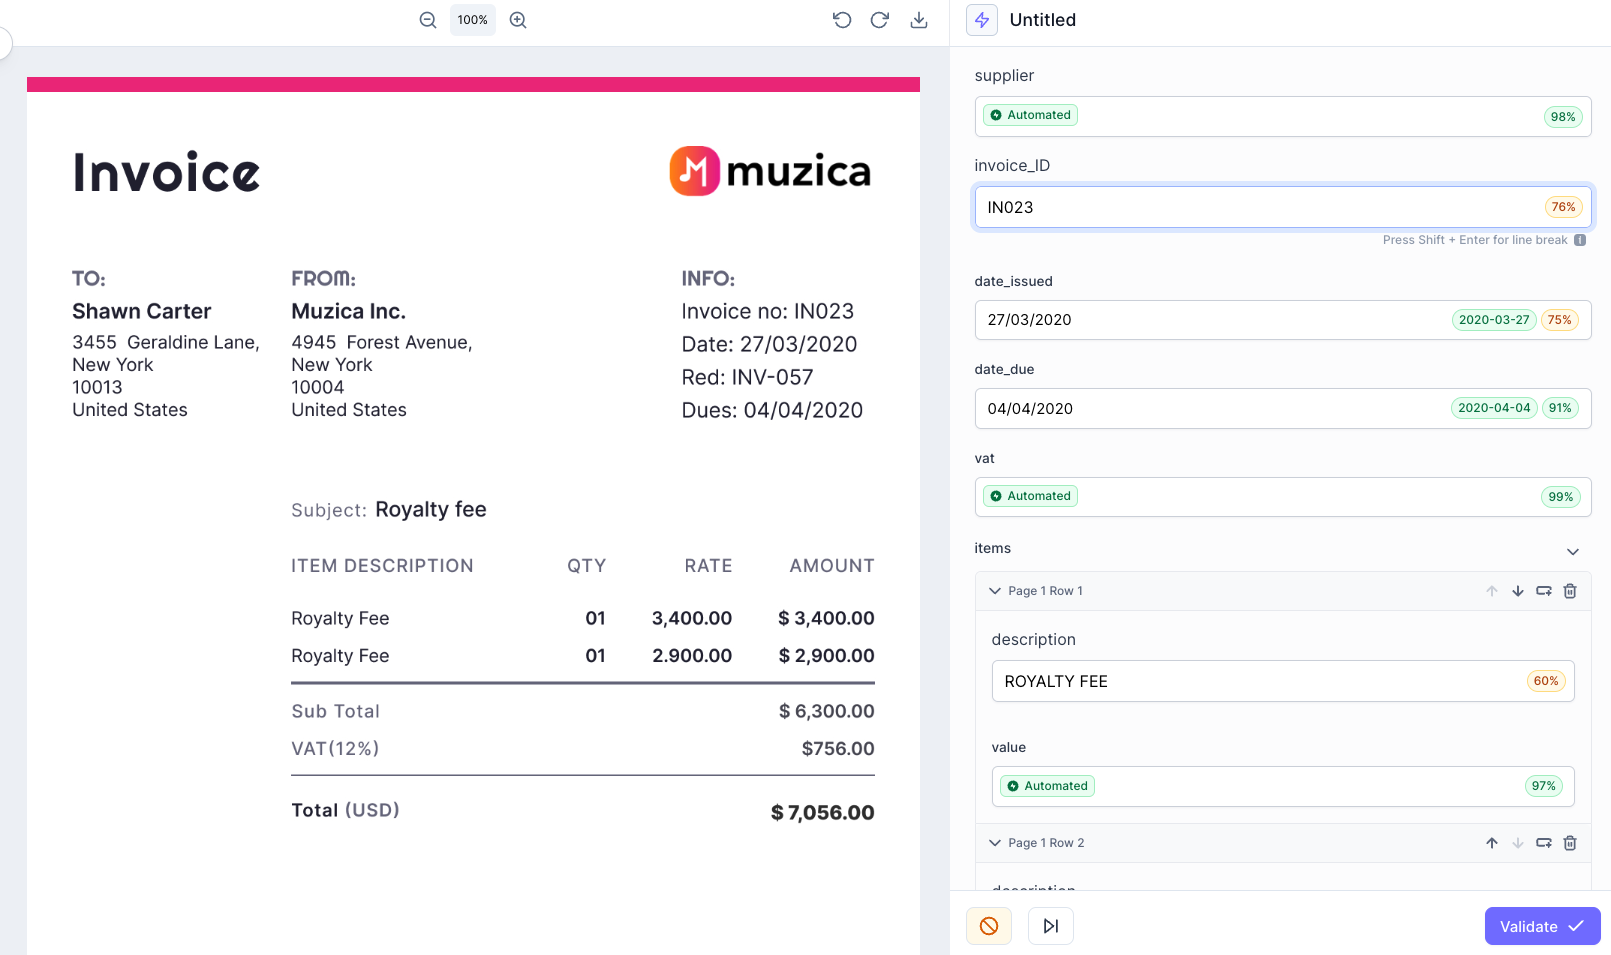 100%
Untitled
Invoice
muzica
TO:
Shawn Carter
3455 Geraldine Lane,
New York
10013
United States
FROM:
Muzica Inc.
4945 Forest Avenue,
New York
10004
United States
INFO:
Invoice no: IN023
Date: 27/03/2020
Red: INV-057
Dues: 04/04/2020
Subject: Royalty fee
ITEM DESCRIPTION QTY RATE AMOUNT
Royalty Fee 01 3,400.00 $ 3,400.00
Royalty Fee 01 2.900.00 $ 2,900.00
Sub Total $ 6,300.00
VAT(12%) $756.00
Total (USD) $ 7,056.00
supplier
Automated 98%
invoice_ID
IN023 76%
Press Shift + Enter for line break i
date_issued
27/03/2020 2020-03-27 75%
date_due
04/04/2020 2020-04-04 91%
vat
Automated 99%
items
Page 1 Row 1
description
ROYALTY FEE 60%
value
Automated 97%
Page 1 Row 2
description
Validate